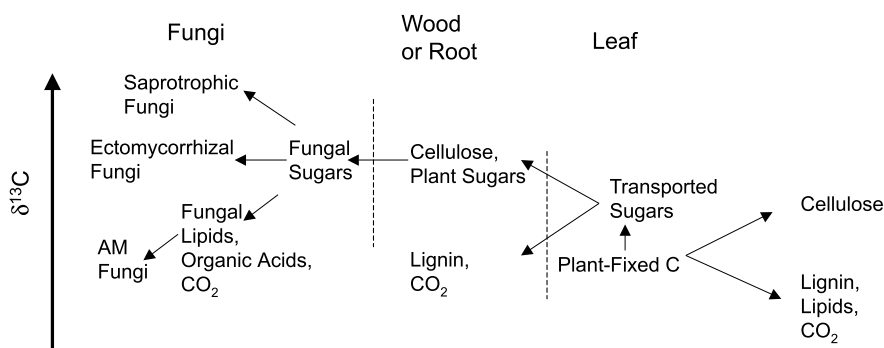 Fungi
Wood
or Root
Leaf
δ13C
Saprotrophic
Fungi
Ectomycorrhizal
Fungi
Fungal
Sugars
Fungal
Lipids,
Organic Acids,
CO2
AM
Fungi
Cellulose,
Plant Sugars
Lignin,
CO2
Transported
Sugars
Plant-Fixed C
Cellulose
Lignin,
Lipids,
CO2